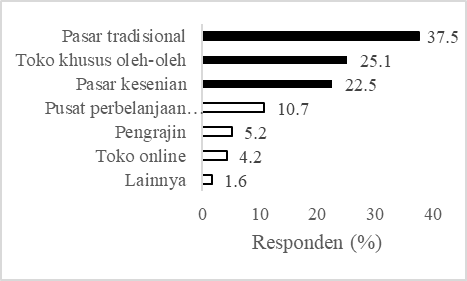 Pasar tradisional 37.5
Toko khusus oleh-oleh 25.1
Pasar kesenian 22.5
Pusat perbelanjaan… 10.7
Pengrajin 5.2
Toko online 4.2
Lainnya 1.6
0 10 20 30 40
Responden (%)